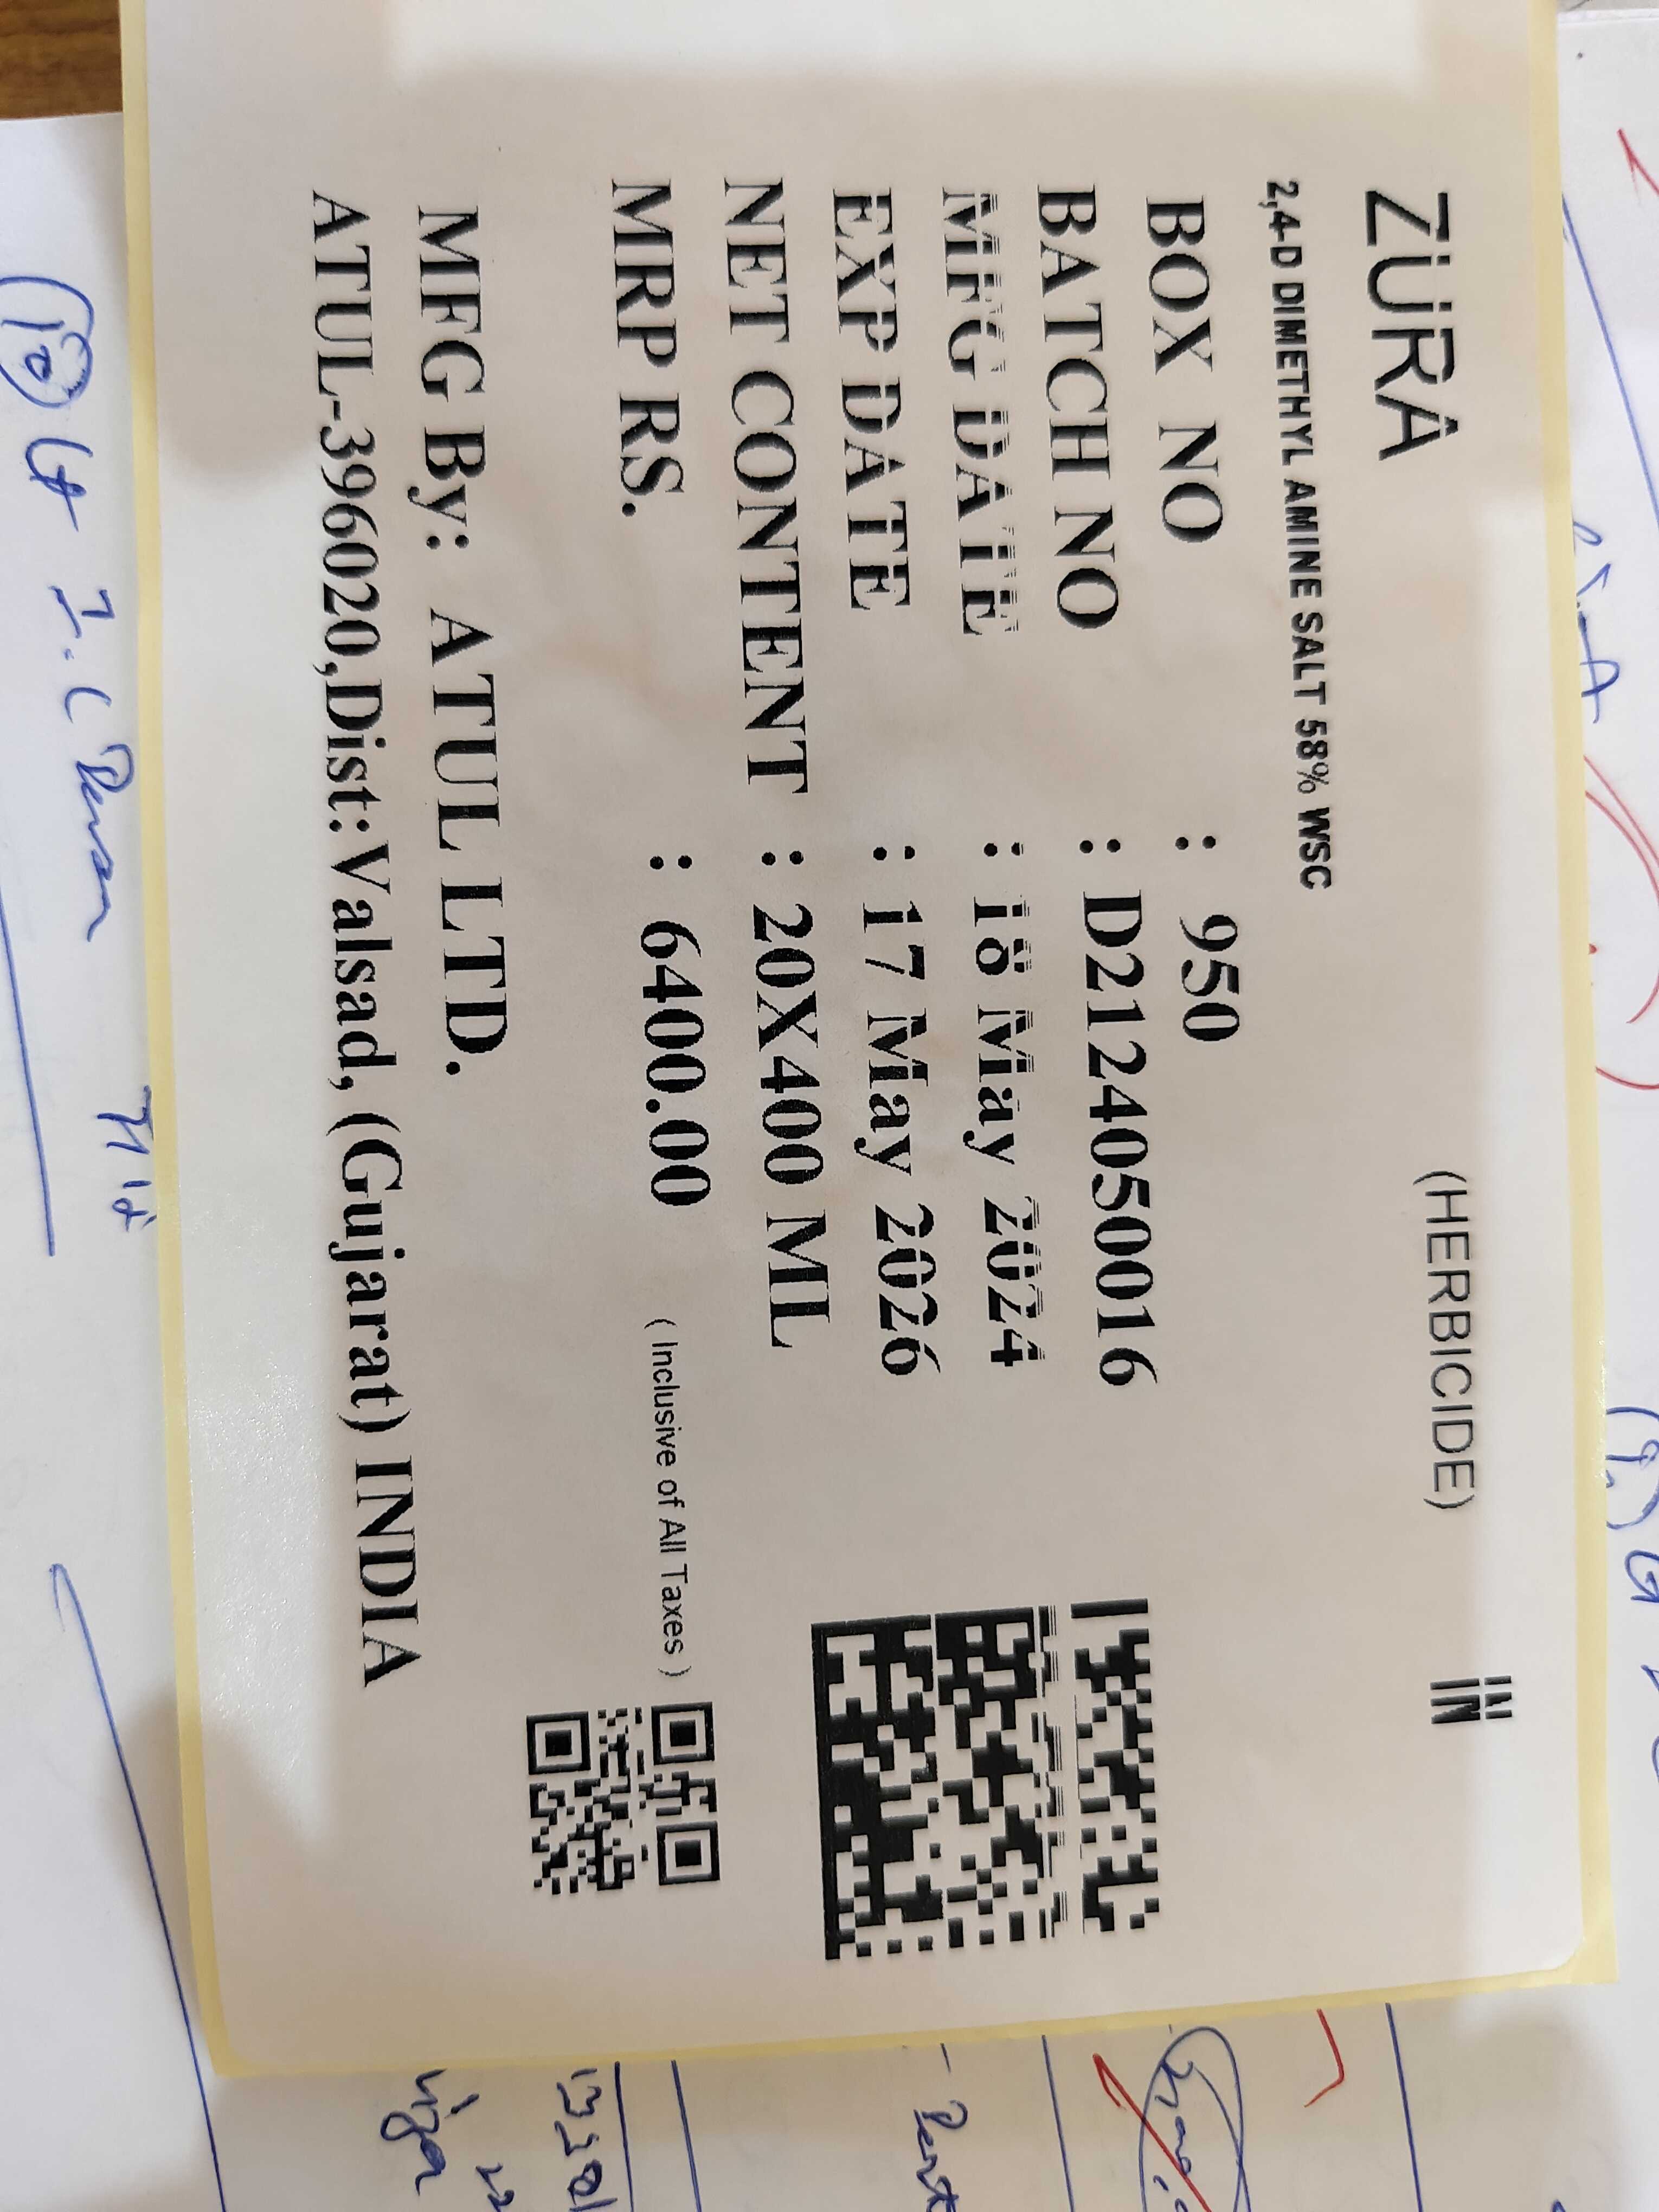 ZURA (HERBICIDE) IN
2,4-D DIMETHYL AMINE SALT 58% WSC
BOX NO : 950
BATCH NO : D2124050016
MFG DATE : 18 May 2024
EXP DATE : 17 May 2026
NET CONTENT : 20X400 ML
MRP RS. : 6400.00 ( Inclusive of All Taxes )
MFG By: ATUL LTD.
ATUL-396020,Dist:Valsad, (Gujarat) INDIA